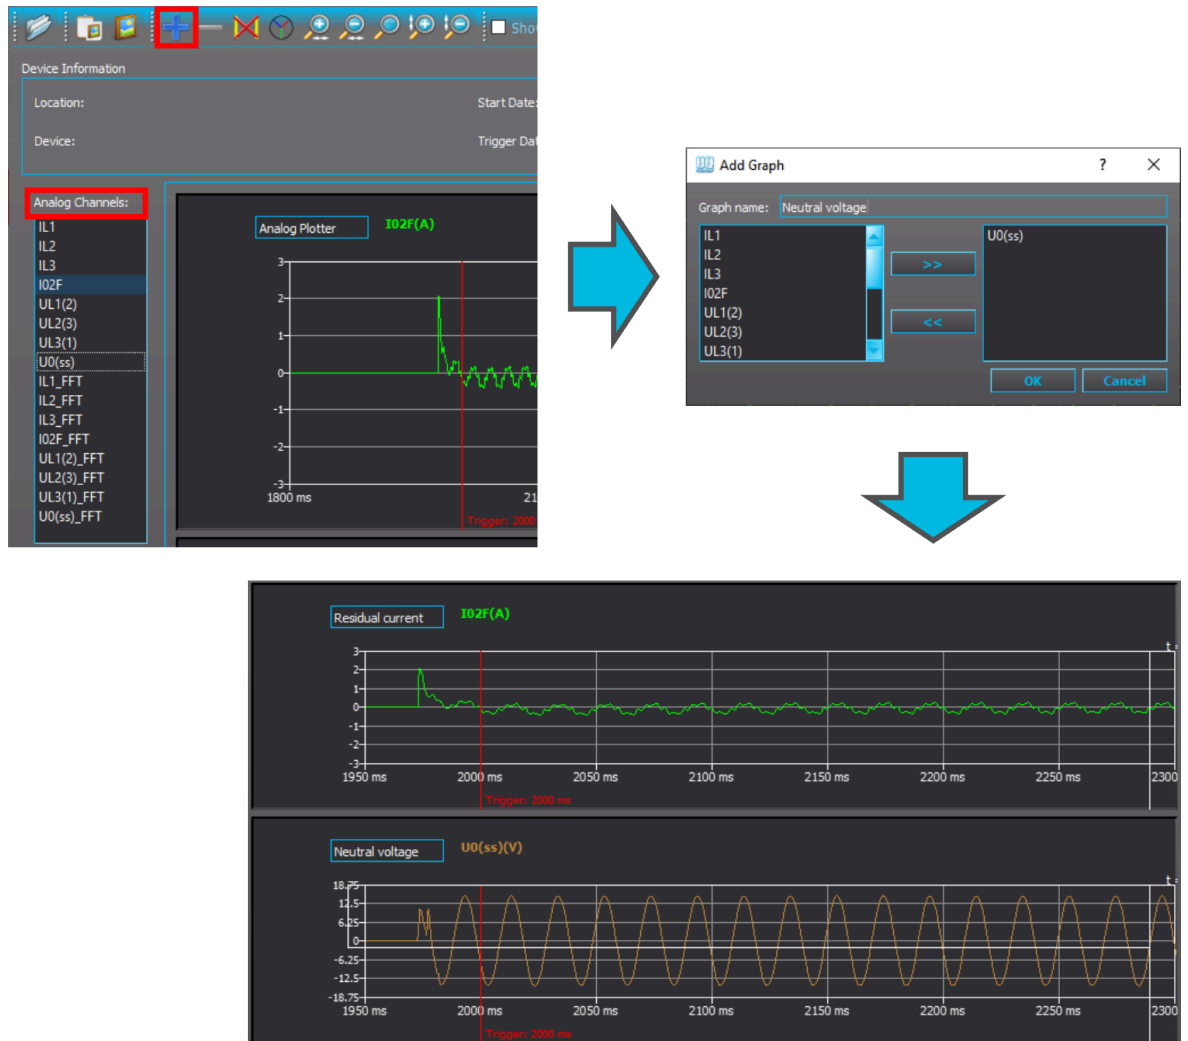 Sho
Device Information
Location:
Start Date:
Device:
Trigger Dat
Analog Channels:
IL1
IL2
IL3
I02F
UL1(2)
UL2(3)
UL3(1)
U0(ss)
IL1_FFT
IL2_FFT
IL3_FFT
I02F_FFT
UL1(2)_FFT
UL2(3)_FFT
UL3(1)_FFT
U0(ss)_FFT
Analog Plotter
I02F(A)
3
2
1
0
-1
-2
-3
1800 ms
21
Trigger: 2000
Add Graph
?
Graph name:
Neutral voltage
IL1
IL2
IL3
I02F
UL1(2)
UL2(3)
UL3(1)
>>
<<
U0(ss)
OK
Cancel
Residual current
I02F(A)
t =
3
2
1
0
-1
-2
-3
1950 ms
2000 ms
2050 ms
2100 ms
2150 ms
2200 ms
2250 ms
2300
Trigger: 2000 ms
Neutral voltage
U0(ss)(V)
t =
18.75
12.5
6.25
0
-6.25
-12.5
-18.75
1950 ms
2000 ms
2050 ms
2100 ms
2150 ms
2200 ms
2250 ms
2300
Trigger: 2000 ms